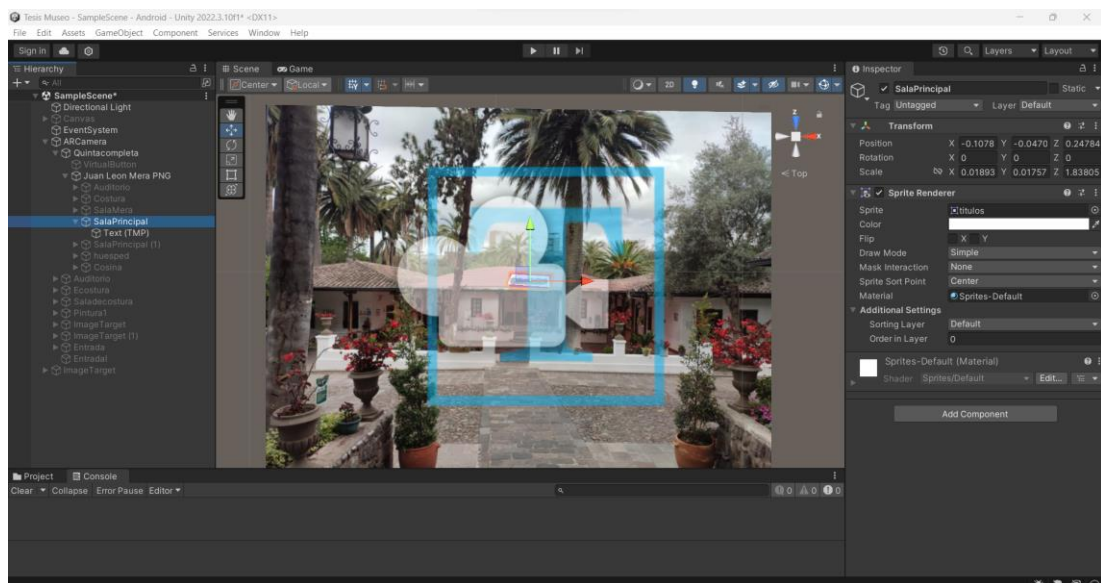 Tesis Museo - SampleScene - Android - Unity 2022.3.10f1* <DX11>
File Edit Assets GameObject Component Services Window Help
Sign in Layers Layout
Hierarchy
All
SampleScene*
Directional Light
Canvas
EventSystem
ARCamera
Quintacompleta
VirtualButton
Juan Leon Mera PNG
Auditorio
Costura
SalaMera
SalaPrincipal
Text (TMP)
SalaPrincipal (1)
huesped
Cosina
Auditorio
Ecostura
Saladecostura
Pintura1
ImageTarget
ImageTarget (1)
Entrada
Entradal
ImageTarget
Scene Game
Center Local 2D
z
x
Top
T
Inspector
SalaPrincipal Static
Tag Untagged Layer Default
Transform
Position X -0.1078 Y -0.0470 Z 0.24784
Rotation X 0 Y 0 Z 0
Scale X 0.01893 Y 0.01757 Z 1.83805
Sprite Renderer
Sprite titulos
Color
Flip X Y
Draw Mode Simple
Mask Interaction None
Sprite Sort Point Center
Material Sprites-Default
Additional Settings
Sorting Layer Default
Order in Layer 0
Sprites-Default (Material)
Shader Sprites/Default Edit...
Add Component
Project Console
Clear Collapse Error Pause Editor 0 0 0